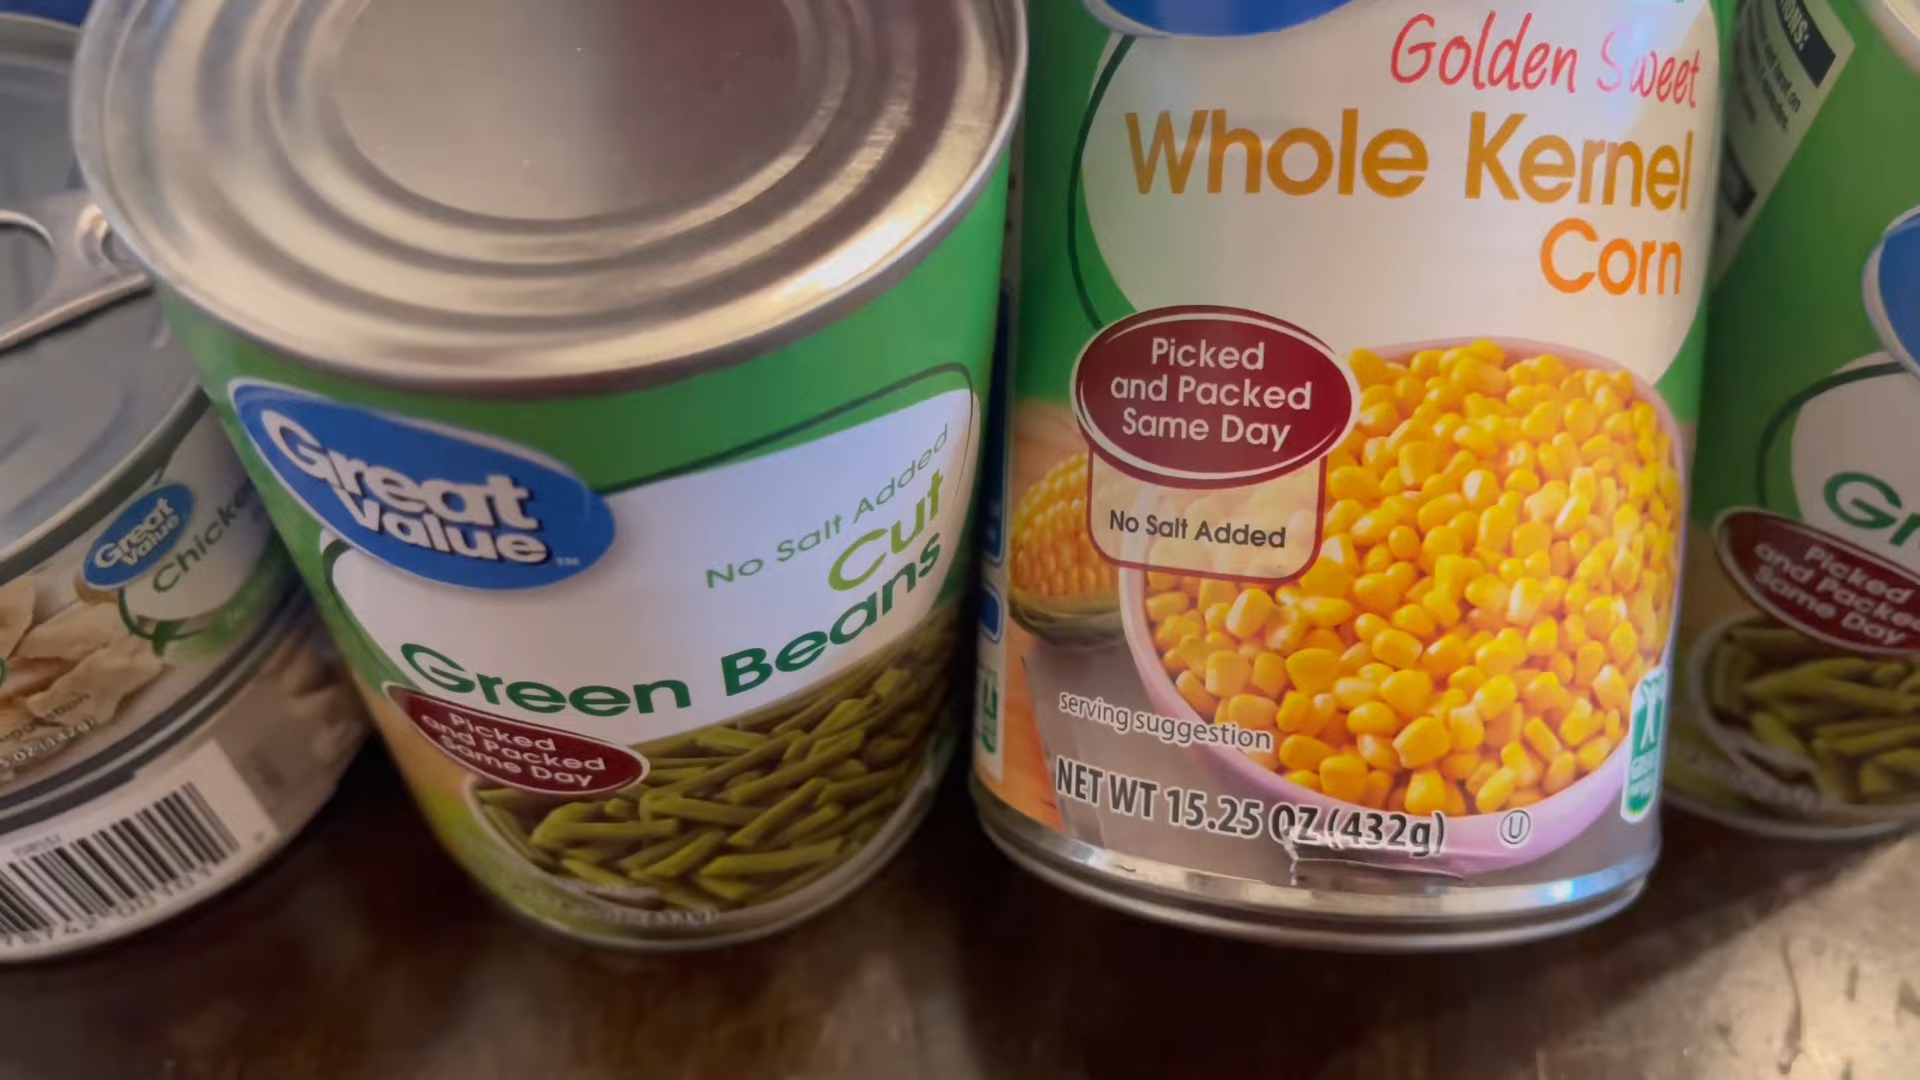 Great
Value
Chicke
Great
Value™
No Salt Added
Cut
Green Beans
Picked
and Packed
Same Day
Golden Sweet
Whole Kernel
Corn
Picked
and Packed
Same Day
No Salt Added
serving suggestion
NET WT 15.25 OZ (432g)
U
Gr
Picked
and Packe
Same Day